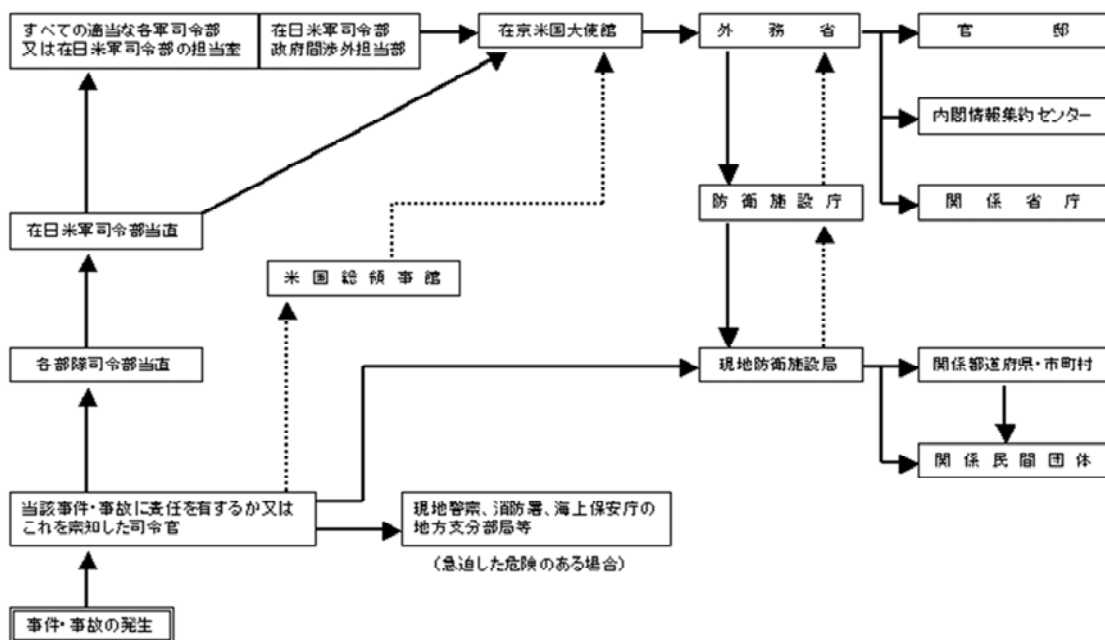 すべての適当な各軍司令部
又は在日米軍司令部の担当室
在日米軍司令部
政府間渉外担当部
在京米国大使館
外務省
官邸
内閣情報集約センター
防衛施設庁
関係省庁
在日米軍司令部当直
米国総領事館
各部隊司令部当直
現地防衛施設局
関係都道府県・市町村
関係民間団体
当該事件・事故に責任を有するか又は
これを察知した司令官
現地警察、消防署、海上保安庁の
地方支分部局等
(急迫した危険のある場合)
事件・事故の発生